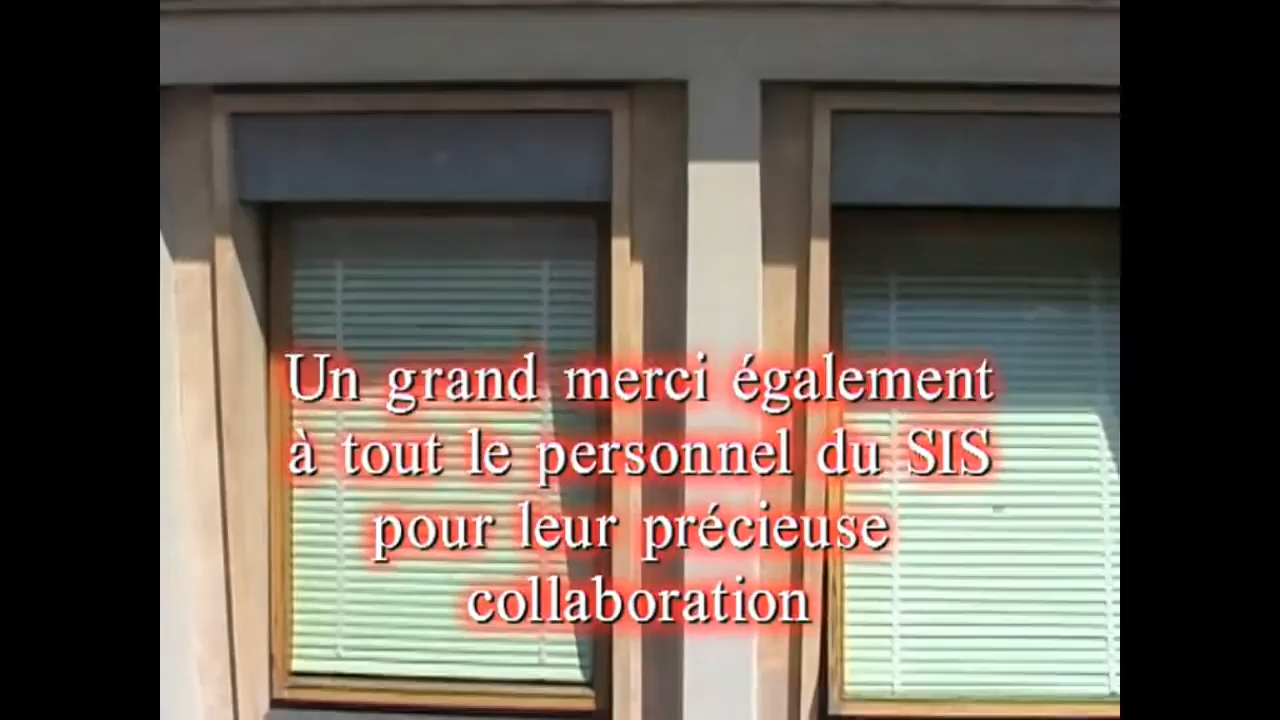 Un grand merci également
à tout le personnel du SIS
pour leur précieuse
collaboration